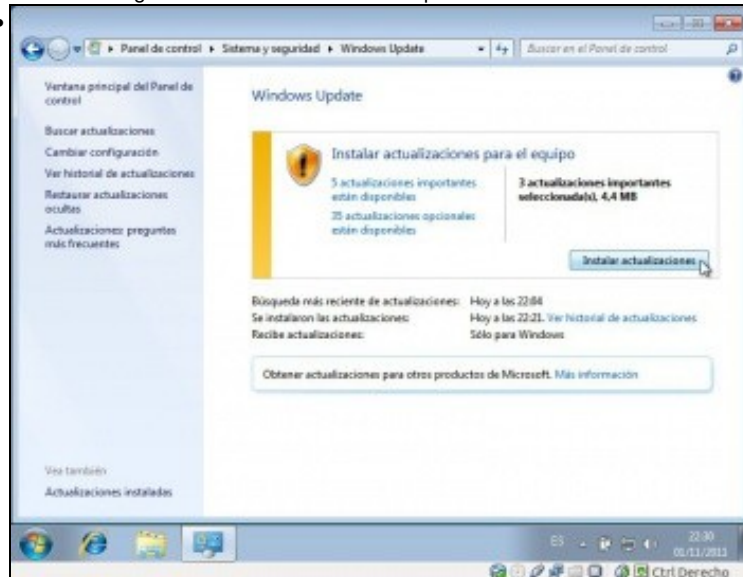 Panel de control ▸ Sistema y seguridad ▸ Windows Update
Buscar en el Panel de control
Ventana principal del Panel de
control
Buscar actualizaciones
Cambiar configuración
Ver historial de actualizaciones
Restaurar actualizaciones
ocultas
Actualizaciones: preguntas
más frecuentes
Windows Update
Instalar actualizaciones para el equipo
5 actualizaciones importantes
están disponibles
35 actualizaciones opcionales
están disponibles
3 actualizaciones importantes
seleccionada(s), 4,4 MB
Instalar actualizaciones
Búsqueda más reciente de actualizaciones: Hoy a las 22:04
Se instalaron las actualizaciones: Hoy a las 22:21. Ver historial de actualizaciones
Recibe actualizaciones: Sólo para Windows
Obtener actualizaciones para otros productos de Microsoft. Más información
Vea también
Actualizaciones instaladas
ES
22:30
01/11/2011
Ctrl Derecho